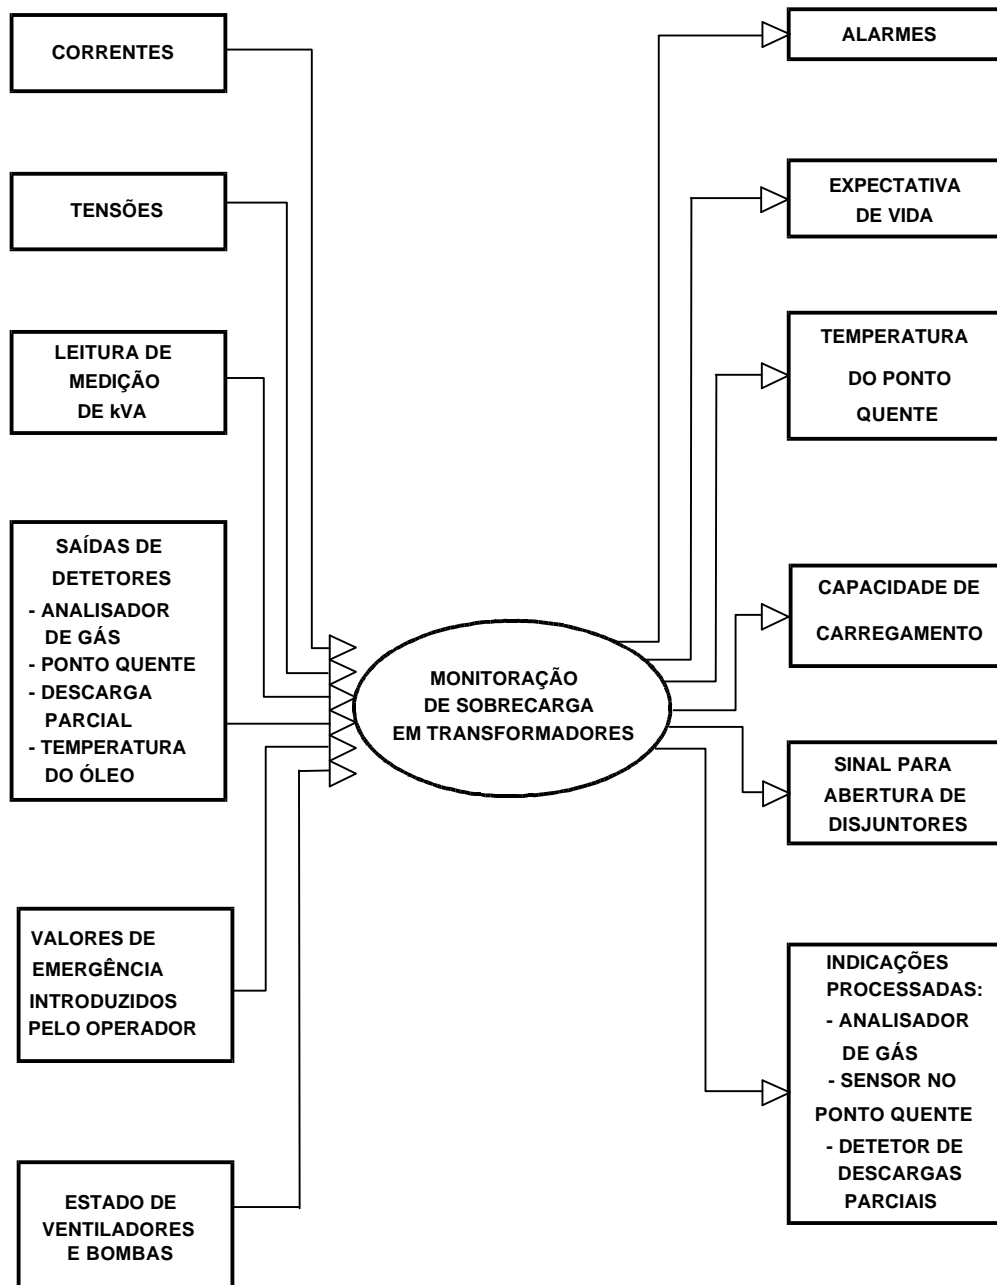 CORRENTES
TENSÕES
LEITURA DE
MEDIÇÃO
DE kVA
SAÍDAS DE
DETETORES
- ANALISADOR
DE GÁS
- PONTO QUENTE
- DESCARGA
PARCIAL
- TEMPERATURA
DO ÓLEO
VALORES DE
EMERGÊNCIA
INTRODUZIDOS
PELO OPERADOR
ESTADO DE
VENTILADORES
E BOMBAS
MONITORAÇÃO
DE SOBRECARGA
EM TRANSFORMADORES
ALARMES
EXPECTATIVA
DE VIDA
TEMPERATURA
DO PONTO
QUENTE
CAPACIDADE DE
CARREGAMENTO
SINAL PARA
ABERTURA DE
DISJUNTORES
INDICAÇÕES
PROCESSADAS:
- ANALISADOR
DE GÁS
- SENSOR NO
PONTO QUENTE
- DETETOR DE
DESCARGAS
PARCIAIS